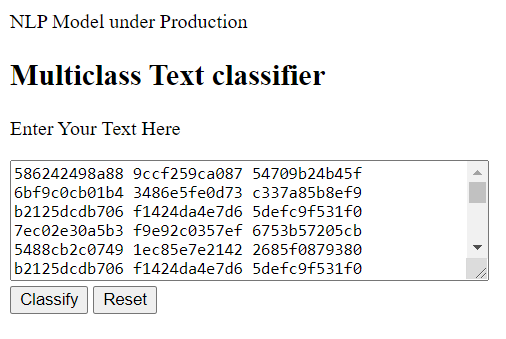 NLP Model under Production
Multiclass Text classifier
Enter Your Text Here
586242498a88 9ccf259ca087 54709b24b45f
6bf9c0cb01b4 3486e5fe0d73 c337a85b8ef9
b2125dcdb706 f1424da4e7d6 5defc9f531f0
7ec02e30a5b3 f9e92c0357ef 6753b57205cb
5488cb2c0749 1ec85e7e2142 2685f0879380
b2125dcdb706 f1424da4e7d6 5defc9f531f0
Classify Reset